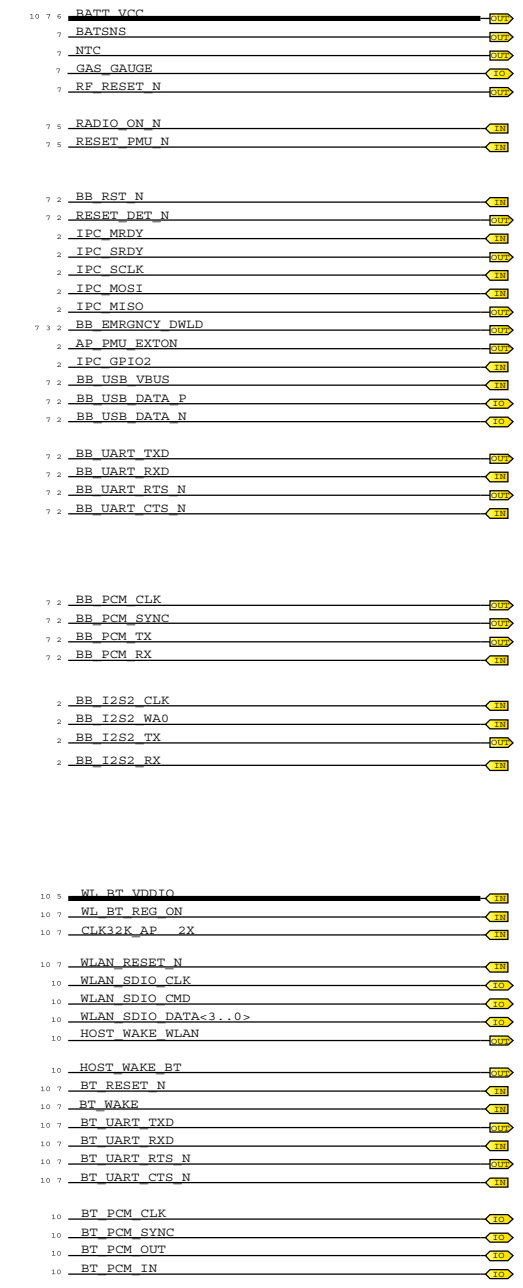 10 7 6 BATT_VCC OUT
7 BATSNS OUT
7 NTC OUT
7 GAS_GAUGE IO
7 RF_RESET_N OUT
7 5 RADIO_ON_N IN
7 5 RESET_PMU_N IN
7 2 BB_RST_N IN
7 2 RESET_DET_N OUT
2 IPC_MRDY IN
2 IPC_SRDY OUT
2 IPC_SCLK IN
2 IPC_MOSI IN
2 IPC_MISO OUT
7 3 2 BB_EMRGNCY_DWLD OUT
2 AP_PMU_EXTON OUT
2 IPC_GPIO2 IN
7 2 BB_USB_VBUS IN
7 2 BB_USB_DATA_P IO
7 2 BB_USB_DATA_N IO
7 2 BB_UART_TXD OUT
7 2 BB_UART_RXD IN
7 2 BB_UART_RTS_N OUT
7 2 BB_UART_CTS_N IN
7 2 BB_PCM_CLK OUT
7 2 BB_PCM_SYNC OUT
7 2 BB_PCM_TX OUT
7 2 BB_PCM_RX IN
2 BB_I2S2_CLK IN
2 BB_I2S2_WA0 IN
2 BB_I2S2_TX OUT
2 BB_I2S2_RX IN
10 5 WL_BT_VDDIO IN
10 7 WL_BT_REG_ON IN
10 7 CLK32K_AP 2X IN
10 7 WLAN_RESET_N IN
10 WLAN_SDIO_CLK IO
10 WLAN_SDIO_CMD IO
10 WLAN_SDIO_DATA<3..0> IO
10 HOST_WAKE_WLAN OUT
10 HOST_WAKE_BT OUT
10 7 BT_RESET_N IN
10 7 BT_WAKE IN
10 7 BT_UART_TXD OUT
10 7 BT_UART_RXD IN
10 7 BT_UART_RTS_N OUT
10 7 BT_UART_CTS_N IN
10 BT_PCM_CLK IO
10 BT_PCM_SYNC IO
10 BT_PCM_OUT IO
10 BT_PCM_IN IO